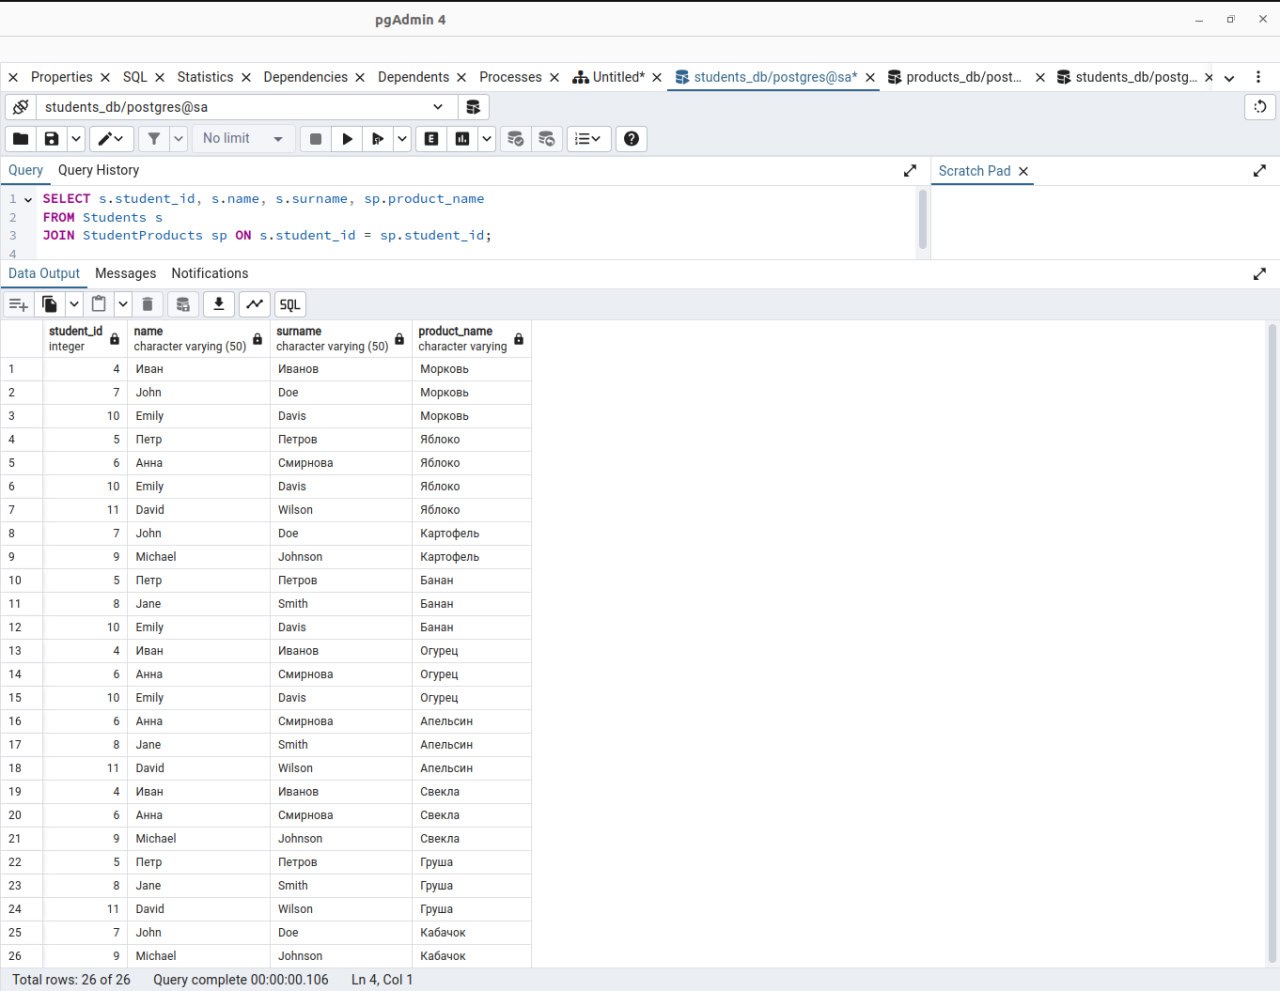 pgAdmin 4
Properties SQL Statistics Dependencies Dependents Processes Untitled* students_db/postgres@sa* products_db/post... students_db/postg...
students_db/postgres@sa
No limit E
Query Query History Scratch Pad
1 SELECT s.student_id, s.name, s.surname, sp.product_name
2 FROM Students s
3 JOIN StudentProducts sp ON s.student_id = sp.student_id;
4
Data Output Messages Notifications
SQL
student_id name surname product_name
integer character varying (50) character varying (50) character varying
1 4 Иван Иванов Морковь
2 7 John Doe Морковь
3 10 Emily Davis Морковь
4 5 Петр Петров Яблоко
5 6 Анна Смирнова Яблоко
6 10 Emily Davis Яблоко
7 11 David Wilson Яблоко
8 7 John Doe Картофель
9 9 Michael Johnson Картофель
10 5 Петр Петров Банан
11 8 Jane Smith Банан
12 10 Emily Davis Банан
13 4 Иван Иванов Огурец
14 6 Анна Смирнова Огурец
15 10 Emily Davis Огурец
16 6 Анна Смирнова Апельсин
17 8 Jane Smith Апельсин
18 11 David Wilson Апельсин
19 4 Иван Иванов Свекла
20 6 Анна Смирнова Свекла
21 9 Michael Johnson Свекла
22 5 Петр Петров Груша
23 8 Jane Smith Груша
24 11 David Wilson Груша
25 7 John Doe Кабачок
26 9 Michael Johnson Кабачок
Total rows: 26 of 26 Query complete 00:00:00.106 Ln 4, Col 1